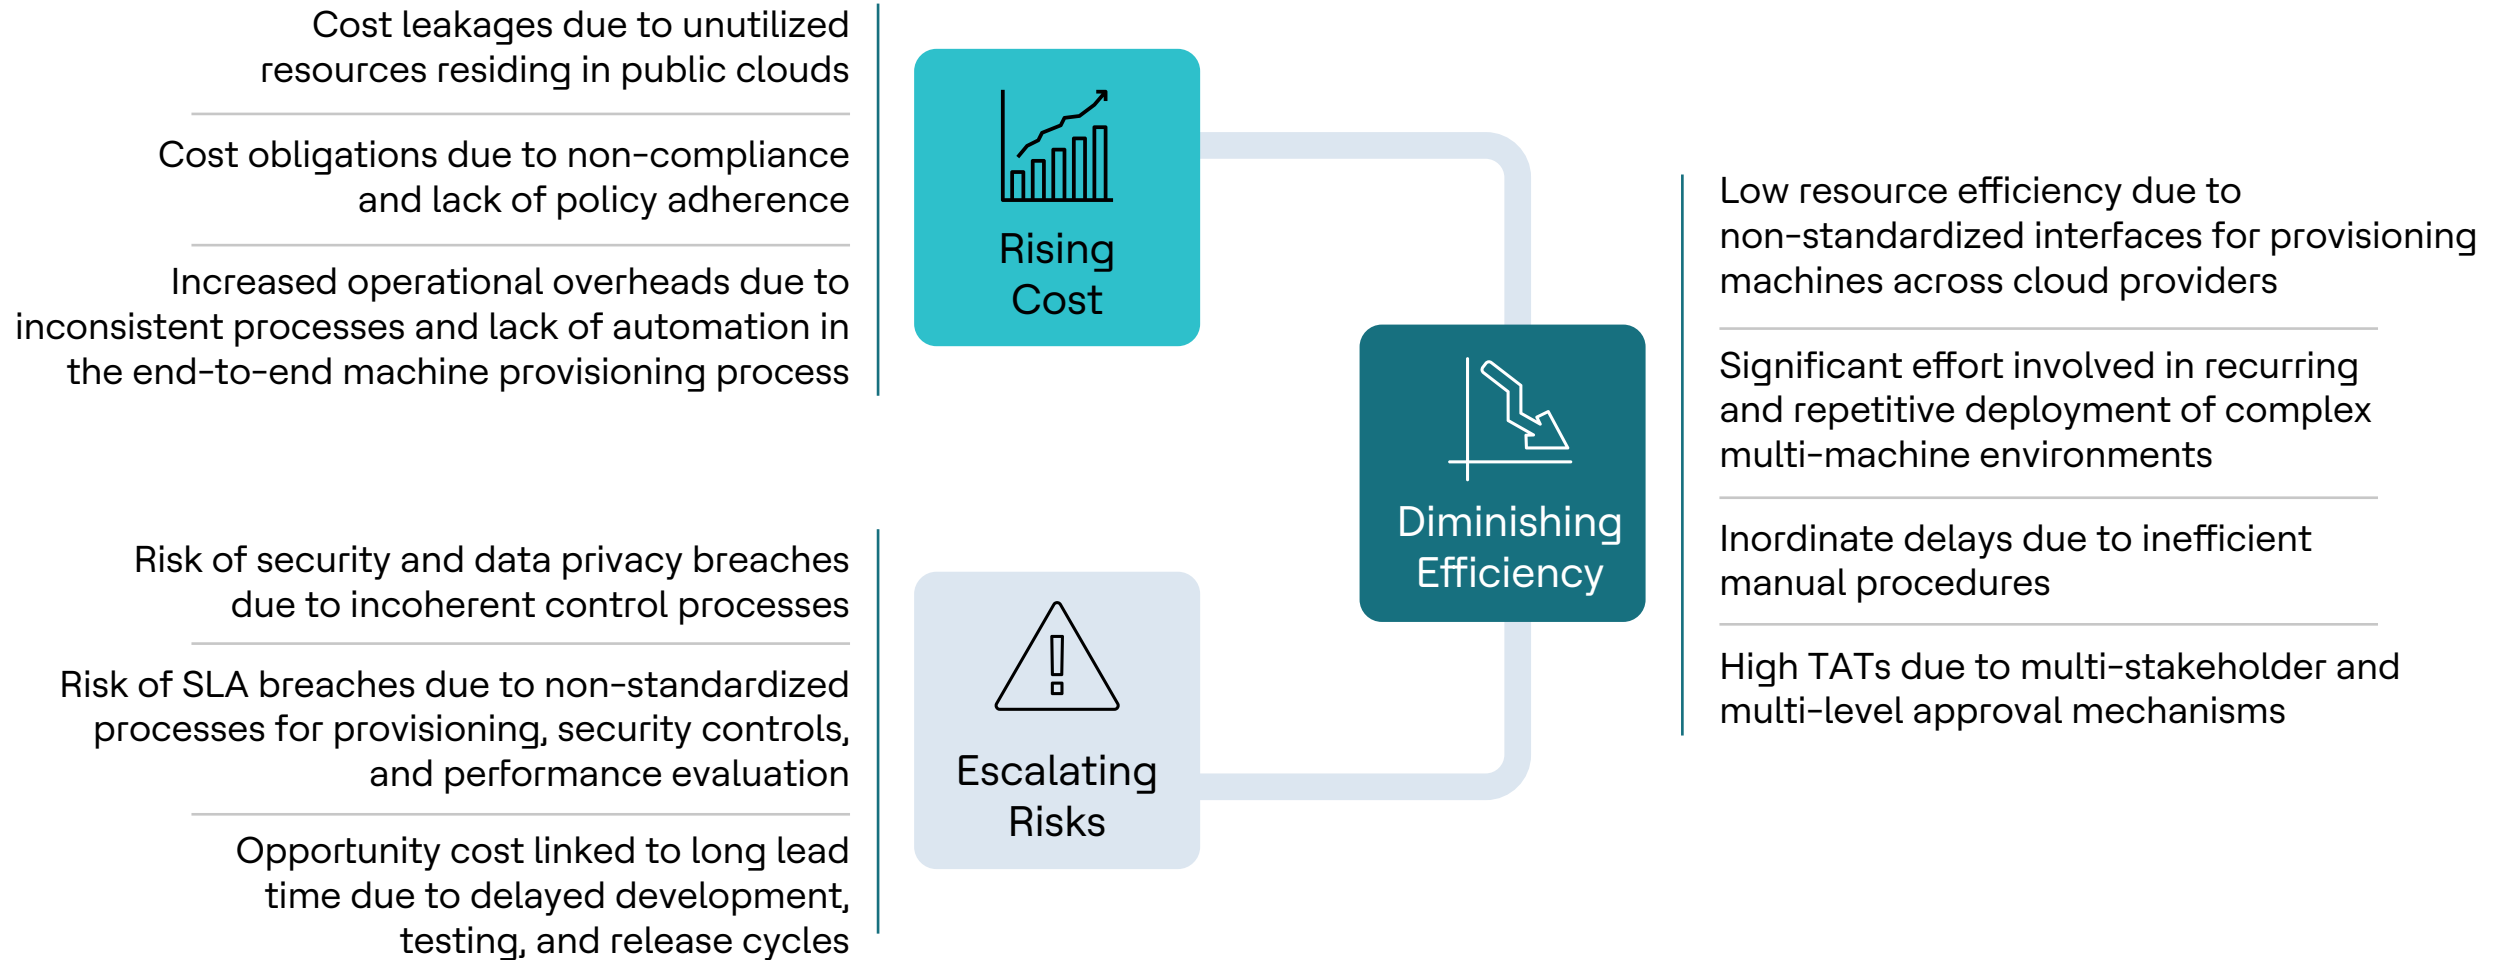 Cost leakages due to unutilized
resources residing in public clouds
Cost obligations due to non-compliance
and lack of policy adherence
Increased operational overheads due to
inconsistent processes and lack of automation in
the end-to-end machine provisioning process
Rising
Cost
Risk of security and data privacy breaches
due to incoherent control processes
Risk of SLA breaches due to non-standardized
processes for provisioning, security controls,
and performance evaluation
Opportunity cost linked to long lead
time due to delayed development,
testing, and release cycles
Escalating
Risks
Diminishing
Efficiency
Low resource efficiency due to
non-standardized interfaces for provisioning
machines across cloud providers
Significant effort involved in recurring
and repetitive deployment of complex
multi-machine environments
Inordinate delays due to inefficient
manual procedures
High TATs due to multi-stakeholder and
multi-level approval mechanisms